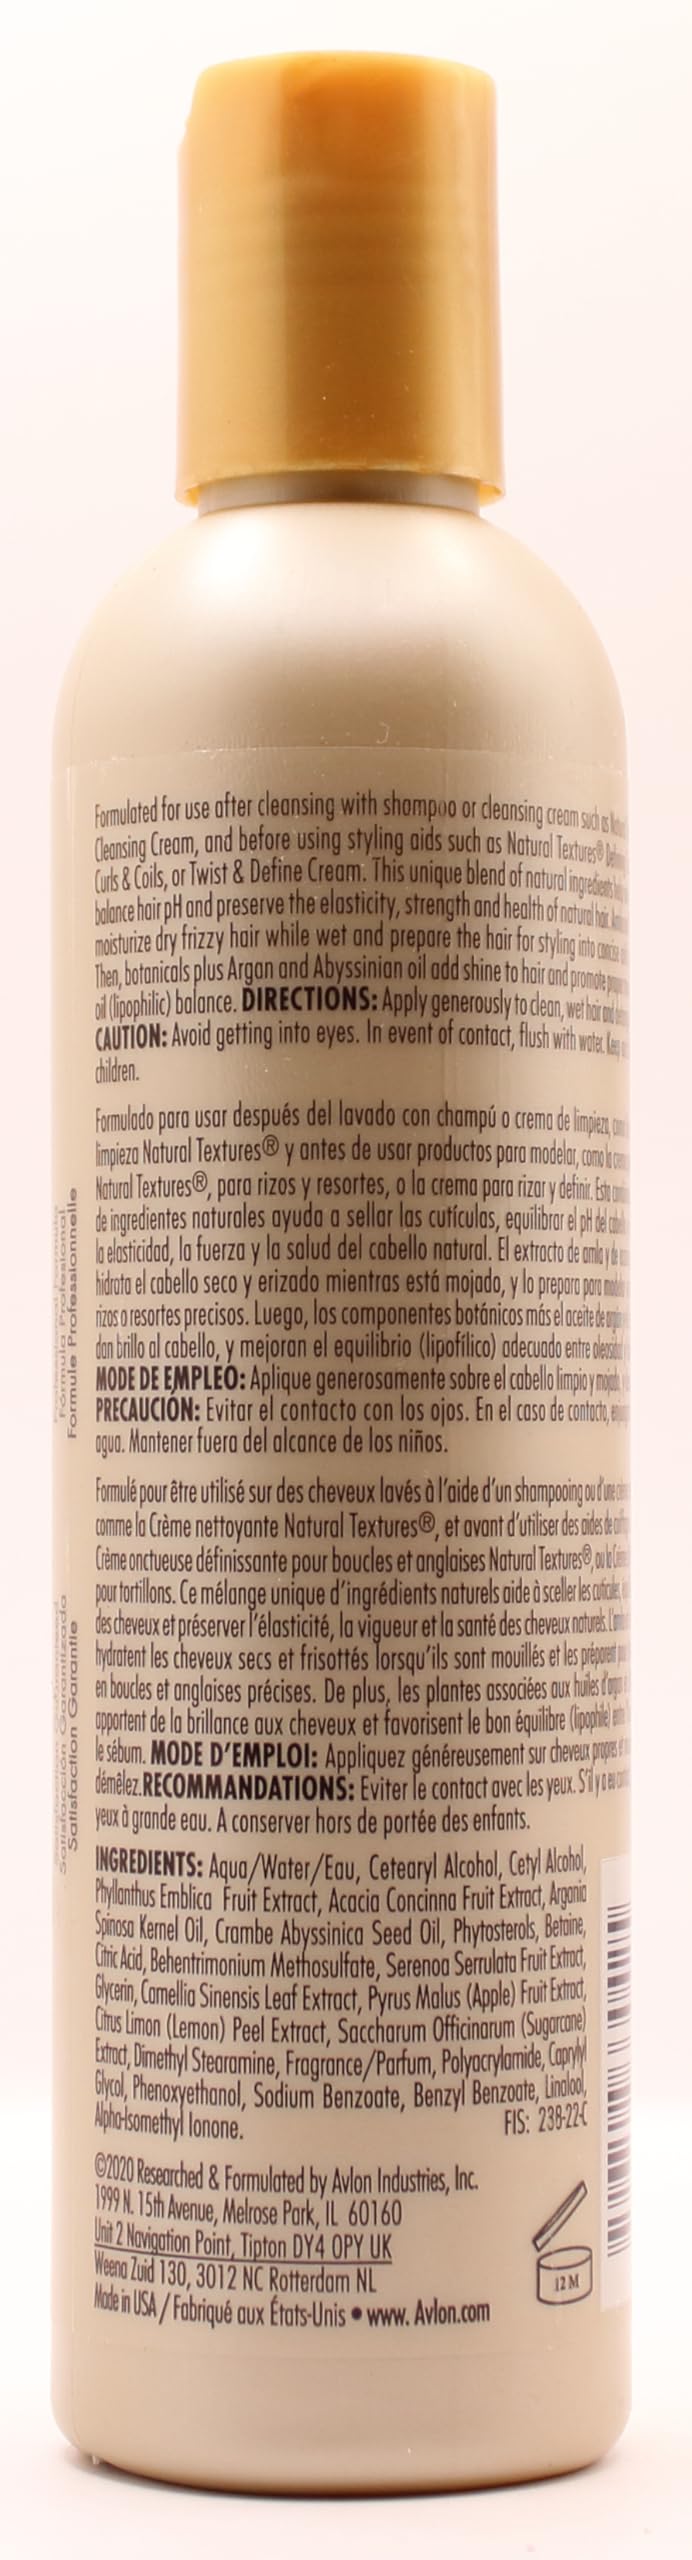 Formulated for use after cleansing with shampoo or cleansing cream such as
Cleansing Cream, and before using styling aids such as Natural Textures®
Curls & Coils, or Twist & Define Cream. This unique blend of natural ingredients
balance hair pH and preserve the elasticity, strength and health of natural hair.
moisturize dry frizzy hair while wet and prepare the hair for styling into concise
Then, botanicals plus Argan and Abyssinian oil add shine to hair and promote
oil (lipophilic) balance. DIRECTIONS: Apply generously to clean, wet hair and
CAUTION: Avoid getting into eyes. In event of contact, flush with water. Keep
children.
Formulado para usar después del lavado con champú o crema de limpieza,
limpieza Natural Textures® y antes de usar productos para modelar, como la
Natural Textures®, para rizos y resortes, o la crema para rizar y definir. Esta
de ingredientes naturales ayuda a sellar las cutículas, equilibrar el pH del
la elasticidad, la fuerza y la salud del cabello natural. El extracto de amla y de
hidrata el cabello seco y erizado mientras está mojado, y lo prepara para
rizos o resortes precisos. Luego, los componentes botánicos más el aceite de
dan brillo al cabello, y mejoran el equilibrio (lipofílico) adecuado entre
MODE DE EMPLEO: Aplique generosamente sobre el cabello limpio y
PRECAUCIÓN: Evitar el contacto con los ojos. En el caso de contacto,
agua. Mantener fuera del alcance de los niños.
Formulé pour être utilisé sur des cheveux lavés à l'aide d'un shampooing ou d'une
comme la Crème nettoyante Natural Textures®, et avant d'utiliser des aides de
Crème onctueuse définissante pour boucles et anglaises Natural Textures®, ou la
pour tortillons. Ce mélange unique d'ingrédients naturels aide à sceller les cuticules,
des cheveux et préserver l'élasticité, la vigueur et la santé des cheveux naturels.
hydratent les cheveux secs et frisottés lorsqu'ils sont mouillés et les préparent
en boucles et anglaises précises. De plus, les plantes associées aux huiles d'argan
apportent de la brillance aux cheveux et favorisent le bon équilibre (lipophile)
le sébum. MODE D'EMPLOI: Appliquez généreusement sur cheveux propres
démêlez. RECOMMANDATIONS: Eviter le contact avec les yeux. S'il y a eu
yeux à grande eau. A conserver hors de portée des enfants.
INGREDIENTS: Aqua/Water/Eau, Cetearyl Alcohol, Cetyl Alcohol,
Phyllanthus Emblica Fruit Extract, Acacia Concinna Fruit Extract, Argania
Spinosa Kernel Oil, Crambe Abyssinica Seed Oil, Phytosterols, Betaine,
Citric Acid, Behentrimonium Methosulfate, Serenoa Serrulata Fruit Extract,
Glycerin, Camellia Sinensis Leaf Extract, Pyrus Malus (Apple) Fruit Extract,
Citrus Limon (Lemon) Peel Extract, Saccharum Officinarum (Sugarcane)
Extract, Dimethyl Stearamine, Fragrance/Parfum, Polyacrylamide, Caprylyl
Glycol, Phenoxyethanol, Sodium Benzoate, Benzyl Benzoate, Linalool,
Alpha-Isomethyl Ionone. FIS: 238-22-C
©2020 Researched & Formulated by Avlon Industries, Inc.
1999 N. 15th Avenue, Melrose Park, IL 60160
Unit 2 Navigation Point, Tipton DY4 0PY UK
Weena Zuid 130, 3012 NC Rotterdam NL
Made in USA / Fabriqué aux États-Unis • www. Avlon.com
12 M
Fórmula Profesional
Formule Professionnelle
Satisfacción Garantizada
Satisfaction Garantie